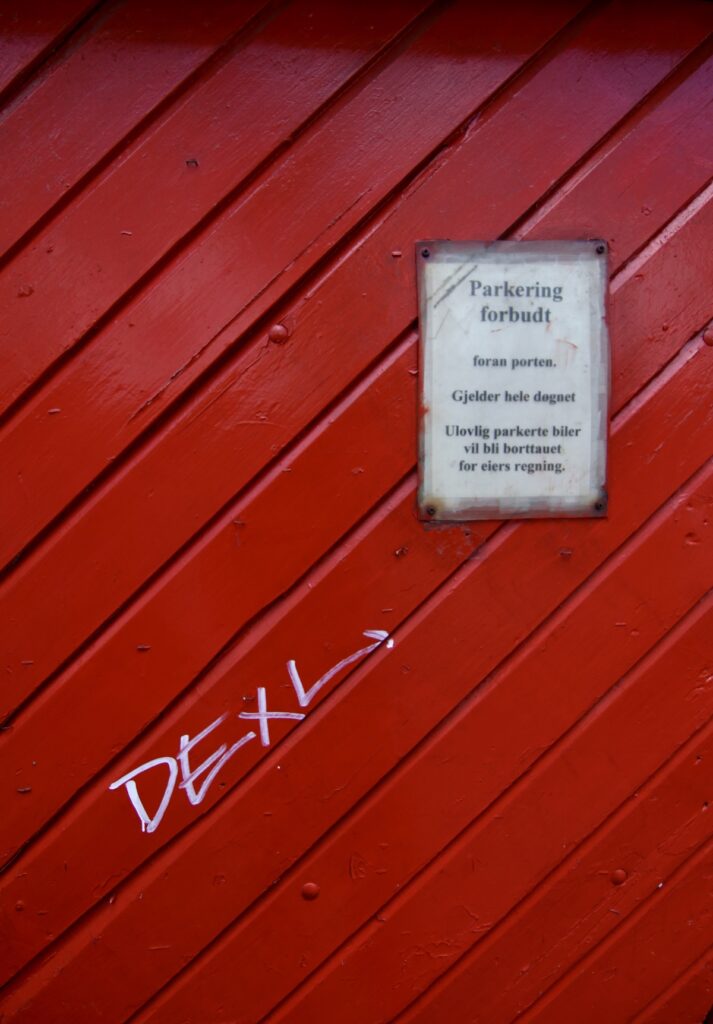 Parkering
forbudt
foran porten.
Gjelder hele døgnet
Ulovlig parkerte biler
vil bli borttauet
for eiers regning.
DEXL